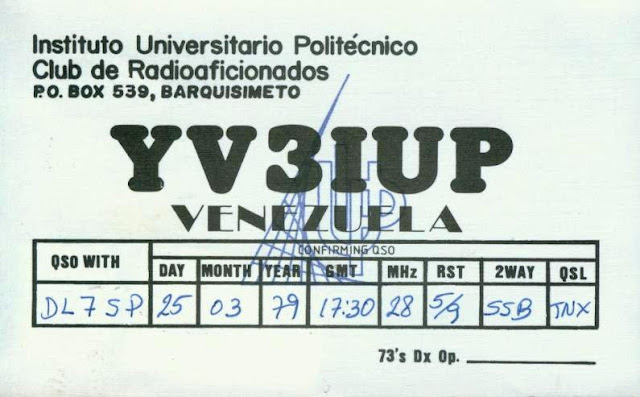 Instituto Universitario Politécnico
Club de Radioaficionados
P.O. BOX 539, BARQUISIMETO
YV3IUP
VENEZUELA
CONFIRMING QSO
QSO WITH DAY MONTH YEAR GMT MHz RST 2WAY QSL
DL7SP 25 03 79 17:30 28 5/9 SSB TNX
73's Dx Op.